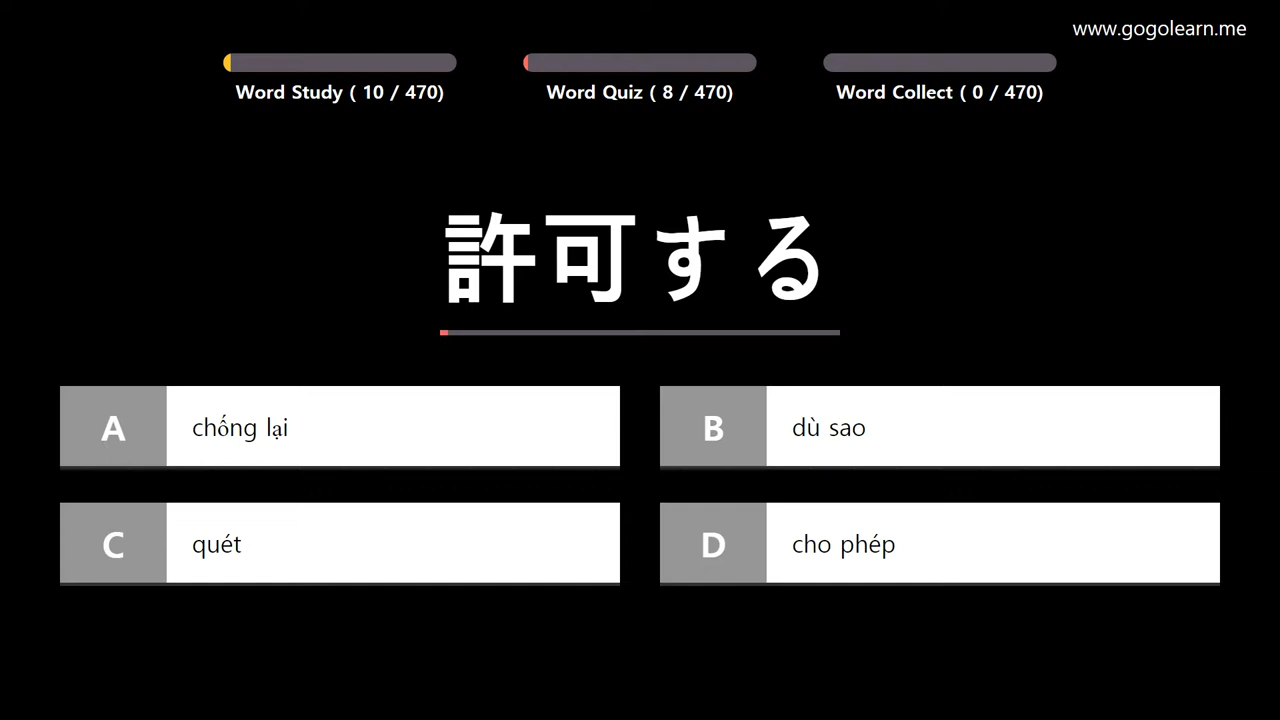 www.gogolearn.me
Word Study ( 10 / 470)
Word Quiz ( 8 / 470)
Word Collect ( 0 / 470)
許可する
A chống lại
B dù sao
C quét
D cho phép